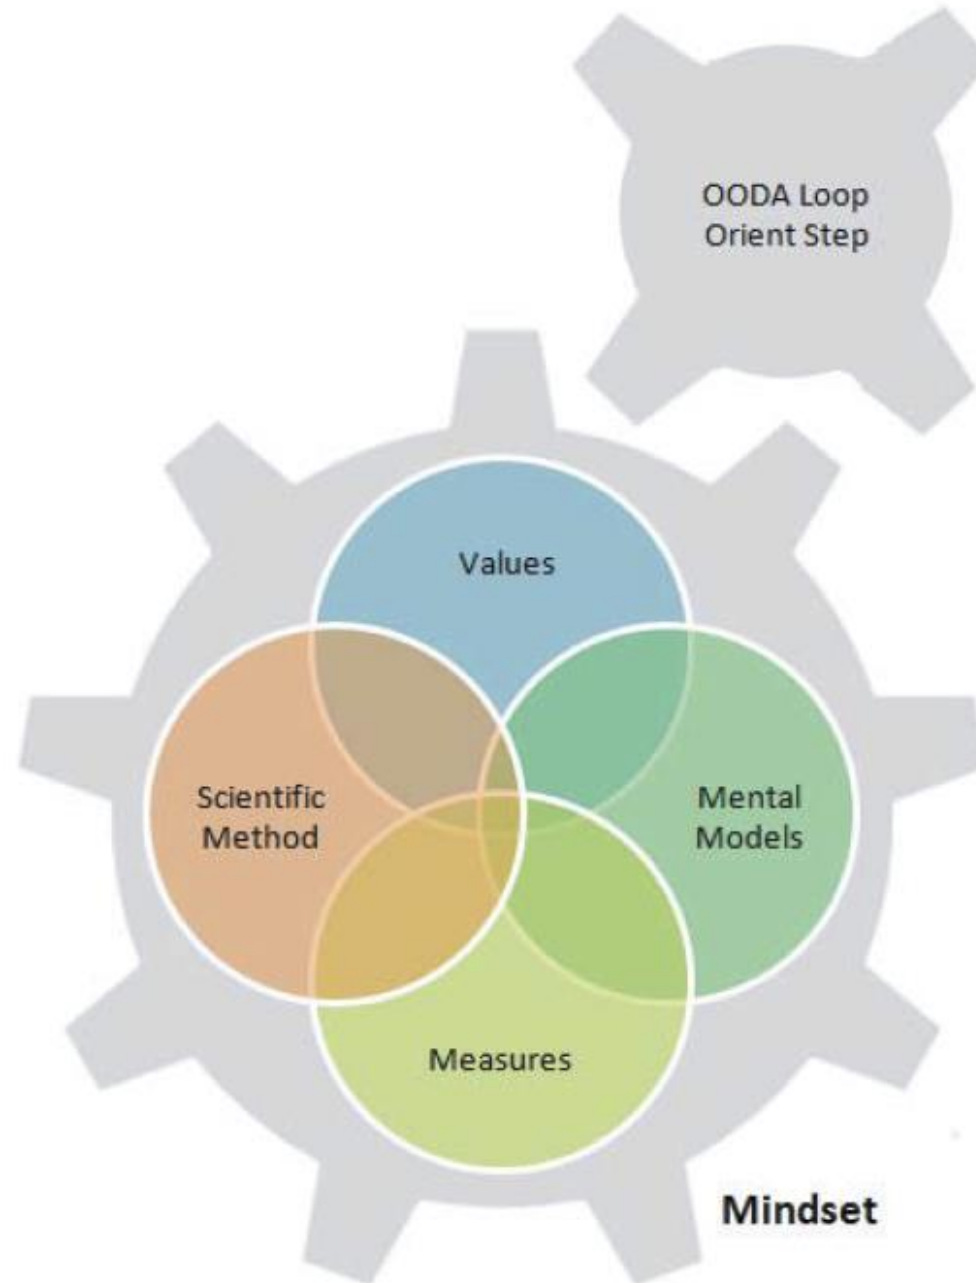 OODA Loop
Orient Step
Values
Scientific
Method
Mental
Models
Measures
Mindset